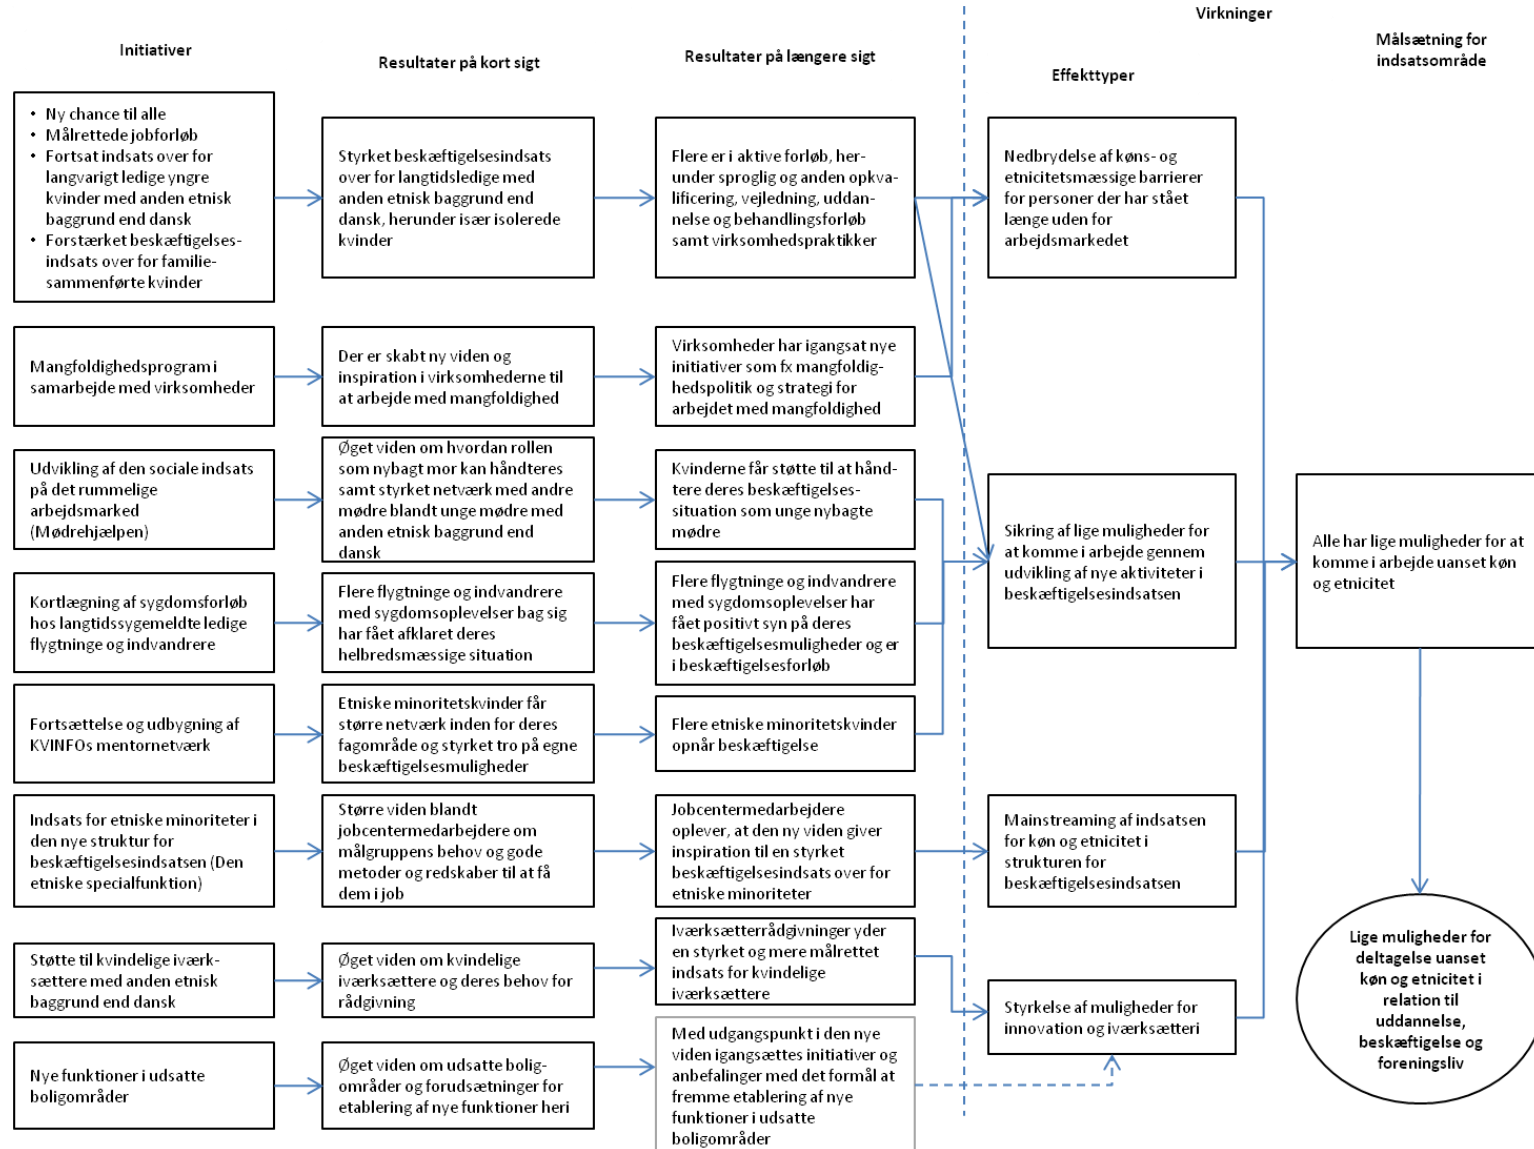 Virkninger
Initiativer
Resultater på kort sigt
Resultater på længere sigt
Effekttyper
Målsætning for
indsatsområde
• Ny chance til alle
• Målrettede jobforløb
• Fortsat indsats over for
langvarigt ledige yngre
kvinder med anden etnisk
baggrund end dansk
• Forstærket beskæftigelses-
indsats over for familie-
sammenførte kvinder
Styrket beskæftigelsesindsats
over for langtidsledige med
anden etnisk baggrund end
dansk, herunder især isolerede
kvinder
Flere er i aktive forløb, her-
under sproglig og anden opkva-
lificering, vejledning, uddan-
nelse og behandlingsforløb
samt virksomhedspraktikker
Nedbrydelse af køns- og
etnicitetsmæssige barrierer
for personer der har stået
længe uden for
arbejdsmarkedet
Mangfoldighedsprogram i
samarbejde med virksomheder
Der er skabt ny viden og
inspiration i virksomhederne til
at arbejde med mangfoldighed
Virksomheder har igangsat nye
initiativer som fx mangfoldig-
hedspolitik og strategi for
arbejdet med mangfoldighed
Udvikling af den sociale indsats
på det rummelige
arbejdsmarked
(Mødrehjælpen)
Øget viden om hvordan rollen
som nybagt mor kan håndteres
samt styrket netværk med andre
mødre blandt unge mødre med
anden etnisk baggrund end
dansk
Kvinderne får støtte til at hånd-
tere deres beskæftigelses-
situation som unge nybagte
mødre
Sikring af lige muligheder for
at komme i arbejde gennem
udvikling af nye aktiviteter i
beskæftigelsesindsatsen
Alle har lige muligheder for at
komme i arbejde uanset køn
og etnicitet
Kortlægning af sygdomsforløb
hos langtidssygemeldte ledige
flygtninge og indvandrere
Flere flygtninge og indvandrere
med sygdomsoplevelser bag sig
har fået afklaret deres
helbredsmæssige situation
Flere flygtninge og indvandrere
med sygdomsoplevelser har
fået positivt syn på deres
beskæftigelsesmuligheder og er
i beskæftigelsesforløb
Fortsættelse og udbygning af
KVINFOs mentornetværk
Etniske minoritetskvinder får
større netværk inden for deres
fagområde og styrket tro på egne
beskæftigelsesmuligheder
Flere etniske minoritetskvinder
opnår beskæftigelse
Indsats for etniske minoriteter i
den nye struktur for
beskæftigelsesindsatsen (Den
etniske specialfunktion)
Større viden blandt
jobcentermedarbejdere om
målgruppens behov og gode
metoder og redskaber til at få
dem i job
Jobcentermedarbejdere
oplever, at den ny viden giver
inspiration til en styrket
beskæftigelsesindsats over for
etniske minoriteter
Mainstreaming af indsatsen
for køn og etnicitet i
strukturen for
beskæftigelsesindsatsen
Støtte til kvindelige iværk-
sættere med anden etnisk
baggrund end dansk
Øget viden om kvindelige
iværksættere og deres behov for
rådgivning
Iværksætterrådgivninger yder
en styrket og mere målrettet
indsats for kvindelige
iværksættere
Styrkelse af muligheder for
innovation og iværksætteri
Lige muligheder for
deltagelse uanset
køn og etnicitet i
relation til
uddannelse,
beskæftigelse og
foreningsliv
Nye funktioner i udsatte
boligområder
Øget viden om udsatte bolig-
områder og forudsætninger for
etablering af nye funktioner heri
Med udgangspunkt i den nye
viden igangsættes initiativer og
anbefalinger med det formål at
fremme etablering af nye
funktioner i udsatte
boligområder